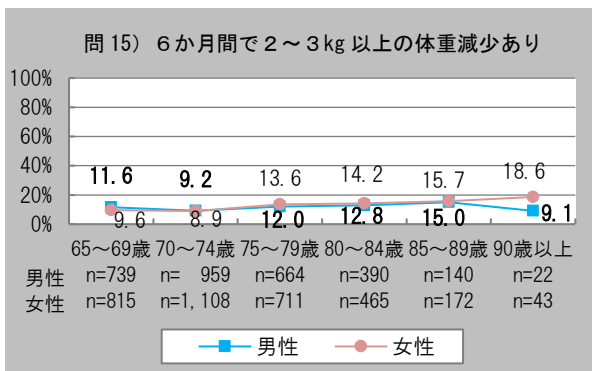 問15）６か月間で２～３kg以上の体重減少あり
100%
80%
60%
40%
20%
0%
11.6 9.2 13.6 14.2 15.7 18.6
9.6 8.9 12.0 12.8 15.0 9.1
65～69歳 70～74歳 75～79歳 80～84歳 85～89歳 90歳以上
男性 n=739 n= 959 n=664 n=390 n=140 n=22
女性 n=815 n=1,108 n=711 n=465 n=172 n=43
男性 女性